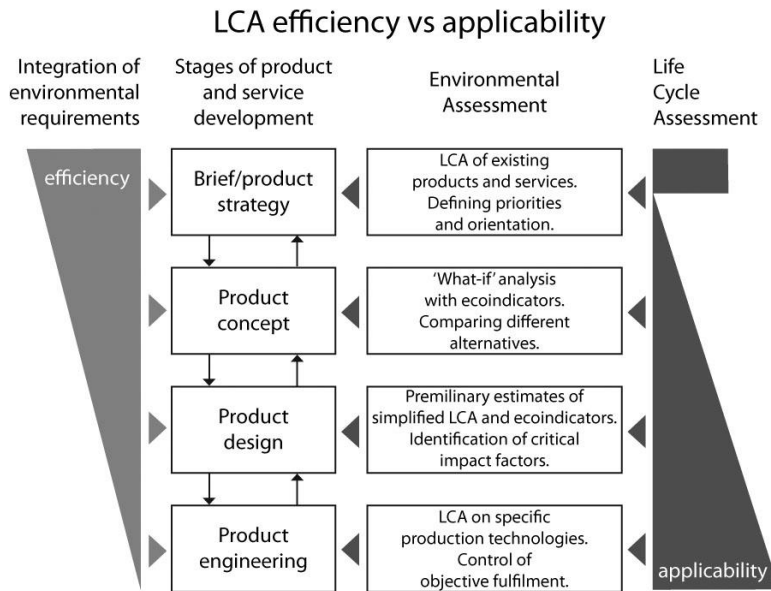 LCA efficiency vs applicability
Integration of
environmental
requirements
Stages of product
and service
development
Environmental
Assessment
Life
Cycle
Assessment
efficiency
Brief/product
strategy
LCA of existing
products and services.
Defining priorities
and orientation.
Product
concept
‘What-if’ analysis
with ecoindicators.
Comparing different
alternatives.
Product
design
Premilinary estimates of
simplified LCA and ecoindicators.
Identification of critical
impact factors.
Product
engineering
LCA on specific
production technologies.
Control of
objective fulfilment.
applicability